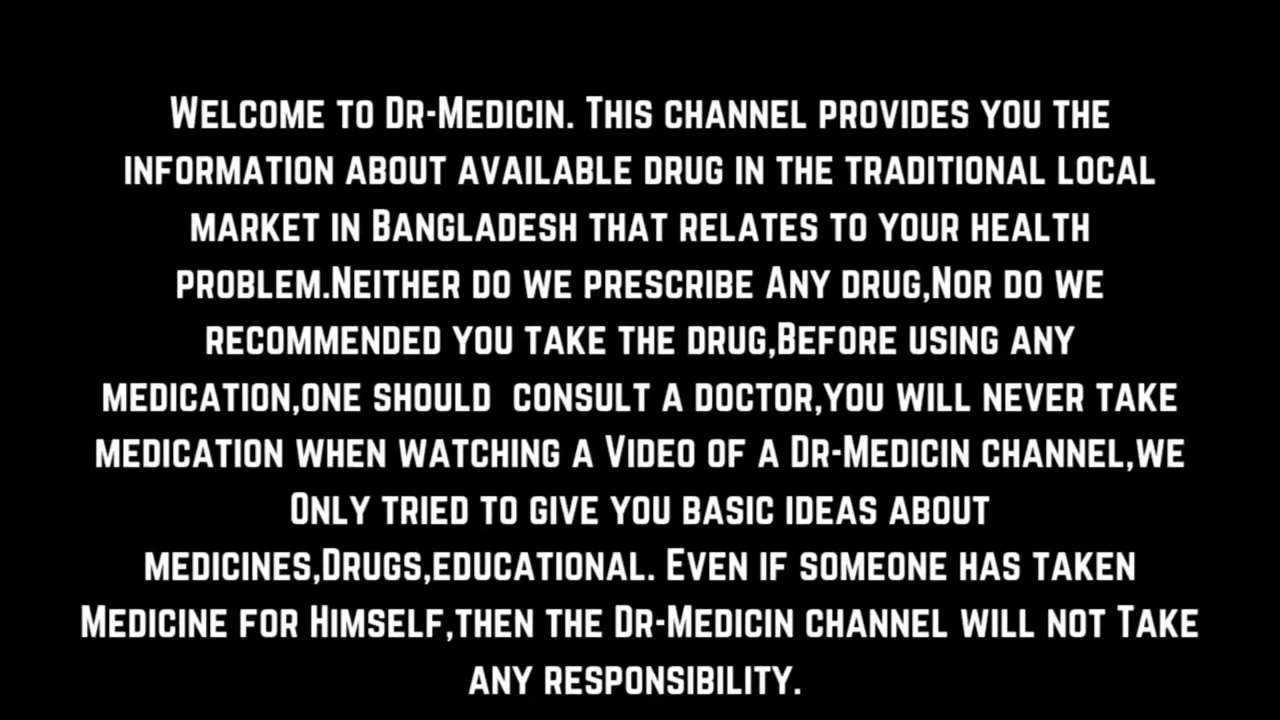 Welcome to Dr-Medicin. This channel provides you the
information about available drug in the traditional local
market in Bangladesh that relates to your health
problem.Neither do we prescribe Any drug,Nor do we
recommended you take the drug,Before using any
medication,one should  consult a doctor,you will never take
medication when watching a Video of a Dr-Medicin channel,we
Only tried to give you basic ideas about
medicines,Drugs,educational. Even if someone has taken
Medicine for Himself,then the Dr-Medicin channel will not Take
any responsibility.